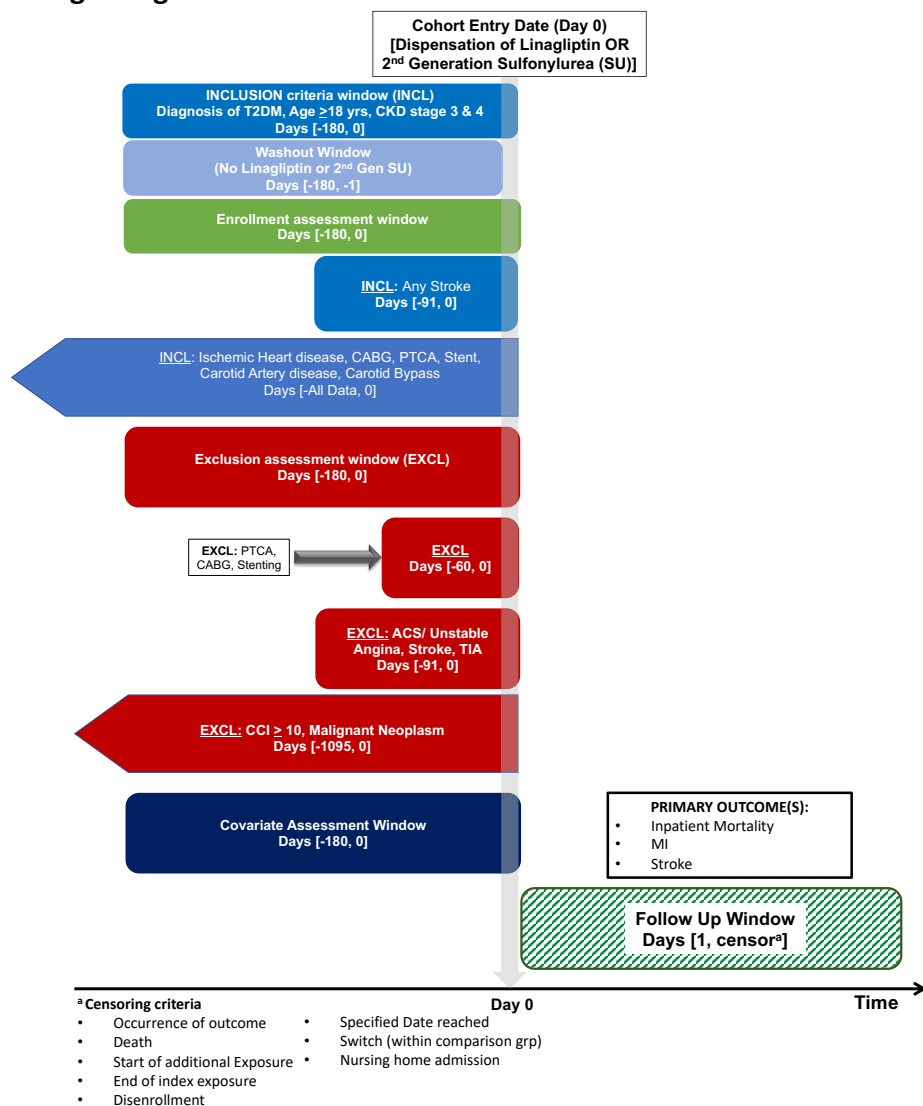 Cohort Entry Date (Day 0)
[Dispensation of Linagliptin OR
2nd Generation Sulfonylurea (SU)]
INCLUSION criteria window (INCL)
Diagnosis of T2DM, Age >18 yrs, CKD stage 3 & 4
Days [-180, 0]
Washout Window
(No Linagliptin or 2nd Gen SU)
Days [-180, -1]
Enrollment assessment window
Days [-180, 0]
INCL: Any Stroke
Days [-91, 0]
INCL: Ischemic Heart disease, CABG, PTCA, Stent,
Carotid Artery disease, Carotid Bypass
Days [-All Data, 0]
Exclusion assessment window (EXCL)
Days [-180, 0]
EXCL: PTCA,
CABG, Stenting
EXCL
Days [-60, 0]
EXCL: ACS/ Unstable
Angina, Stroke, TIA
Days [-91, 0]
EXCL: CCI > 10, Malignant Neoplasm
Days [-1095, 0]
Covariate Assessment Window
Days [-180, 0]
PRIMARY OUTCOME(S):
• Inpatient Mortality
• MI
• Stroke
Follow Up Window
Days [1, censorᵃ]
Day 0
Time
ᵃ Censoring criteria
• Occurrence of outcome
• Death
• Start of additional Exposure
• End of index exposure
• Disenrollment
• Specified Date reached
• Switch (within comparison grp)
• Nursing home admission